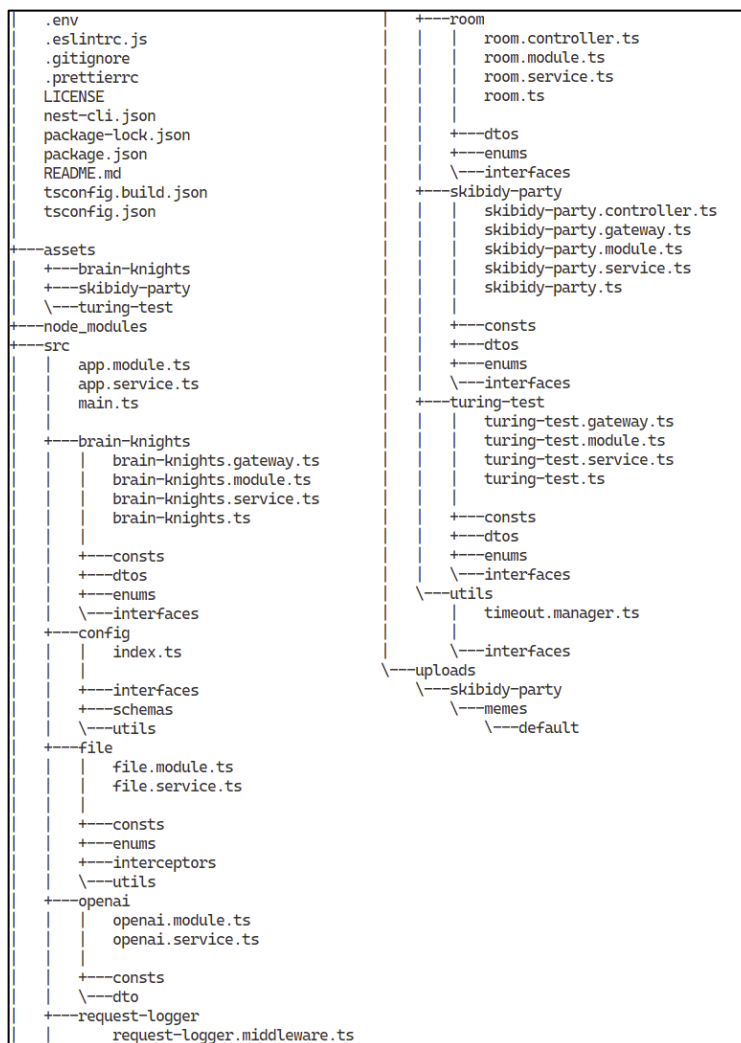 |   .env
|   .eslintrc.js
|   .gitignore
|   .prettierrc
|   LICENSE
|   nest-cli.json
|   package-lock.json
|   package.json
|   README.md
|   tsconfig.build.json
|   tsconfig.json
|
+---assets
|   +---brain-knights
|   +---skibidy-party
|   \---turing-test
+---node_modules
+---src
|   |   app.module.ts
|   |   app.service.ts
|   |   main.ts
|   |
|   +---brain-knights
|   |   |   brain-knights.gateway.ts
|   |   |   brain-knights.module.ts
|   |   |   brain-knights.service.ts
|   |   |   brain-knights.ts
|   |   |
|   |   +---consts
|   |   +---dtos
|   |   +---enums
|   |   \---interfaces
|   +---config
|   |   |   index.ts
|   |   |
|   |   +---interfaces
|   |   +---schemas
|   |   \---utils
|   +---file
|   |   |   file.module.ts
|   |   |   file.service.ts
|   |   |
|   |   +---consts
|   |   +---enums
|   |   +---interceptors
|   |   \---utils
|   +---openai
|   |   |   openai.module.ts
|   |   |   openai.service.ts
|   |   |
|   |   +---consts
|   |   \---dto
|   +---request-logger
|   |       request-logger.middleware.ts
|   +---room
|   |   |   room.controller.ts
|   |   |   room.module.ts
|   |   |   room.service.ts
|   |   |   room.ts
|   |   |
|   |   +---dtos
|   |   +---enums
|   |   \---interfaces
|   +---skibidy-party
|   |   |   skibidy-party.controller.ts
|   |   |   skibidy-party.gateway.ts
|   |   |   skibidy-party.module.ts
|   |   |   skibidy-party.service.ts
|   |   |   skibidy-party.ts
|   |   |
|   |   +---consts
|   |   +---dtos
|   |   +---enums
|   |   \---interfaces
|   +---turing-test
|   |   |   turing-test.gateway.ts
|   |   |   turing-test.module.ts
|   |   |   turing-test.service.ts
|   |   |   turing-test.ts
|   |   |
|   |   +---consts
|   |   +---dtos
|   |   +---enums
|   |   \---interfaces
|   \---utils
|       |   timeout.manager.ts
|       |
|       \---interfaces
\---uploads
    \---skibidy-party
        \---memes
            \---default